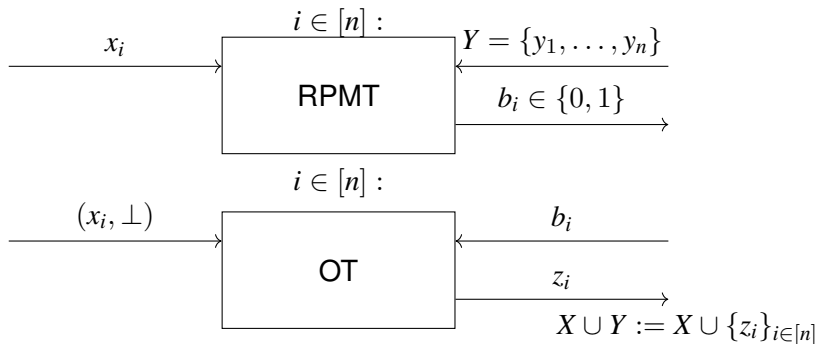 i ∈ [n] :
x_i
Y = {y_1, . . . , y_n}
RPMT
b_i ∈ {0, 1}
i ∈ [n] :
(x_i, ⊥)
b_i
OT
z_i
X ∪ Y := X ∪ {z_i}_{i∈[n]}